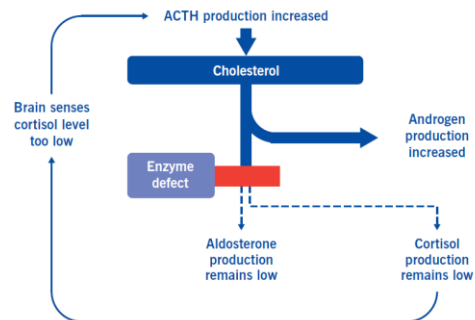 ACTH production increased
Cholesterol
Brain senses
cortisol level
too low
Androgen
production
increased
Enzyme
defect
Aldosterone
production
remains low
Cortisol
production
remains low